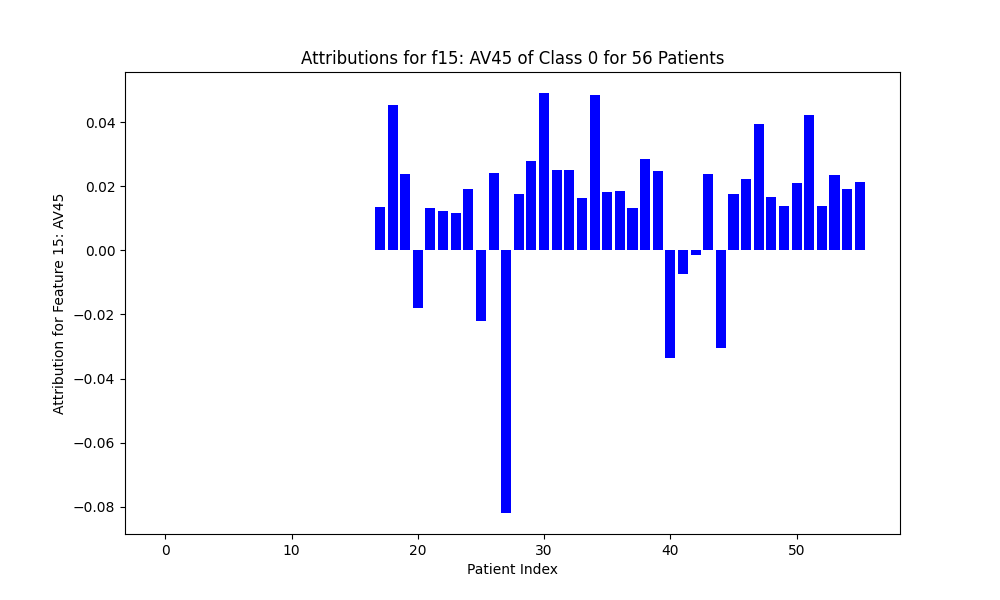 Attributions for f15: AV45 of Class 0 for 56 Patients
Attribution for Feature 15: AV45
0.04
0.02
0.00
−0.02
−0.04
−0.06
−0.08
0 10 20 30 40 50
Patient Index